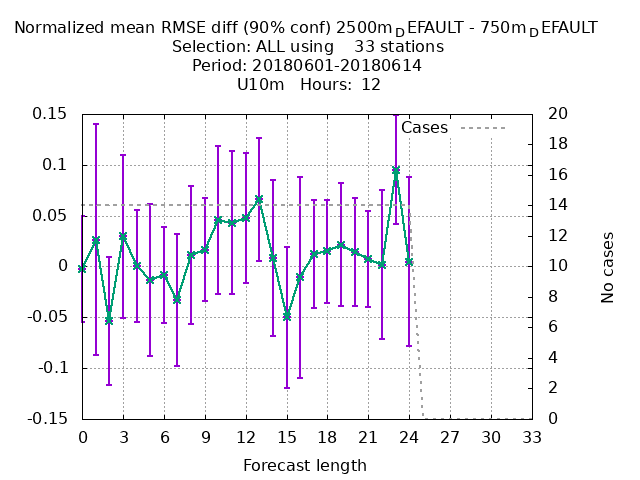 Normalized mean RMSE diff (90% conf) 2500mDEFAULT - 750mDEFAULT
Selection: ALL using 33 stations
Period: 20180601-20180614
U10m Hours: 12
Cases
0.15
0.1
0.05
0
-0.05
-0.1
-0.15
20
18
16
14
12
10
8
6
4
2
0
No cases
0 3 6 9 12 15 18 21 24 27 30 33
Forecast length